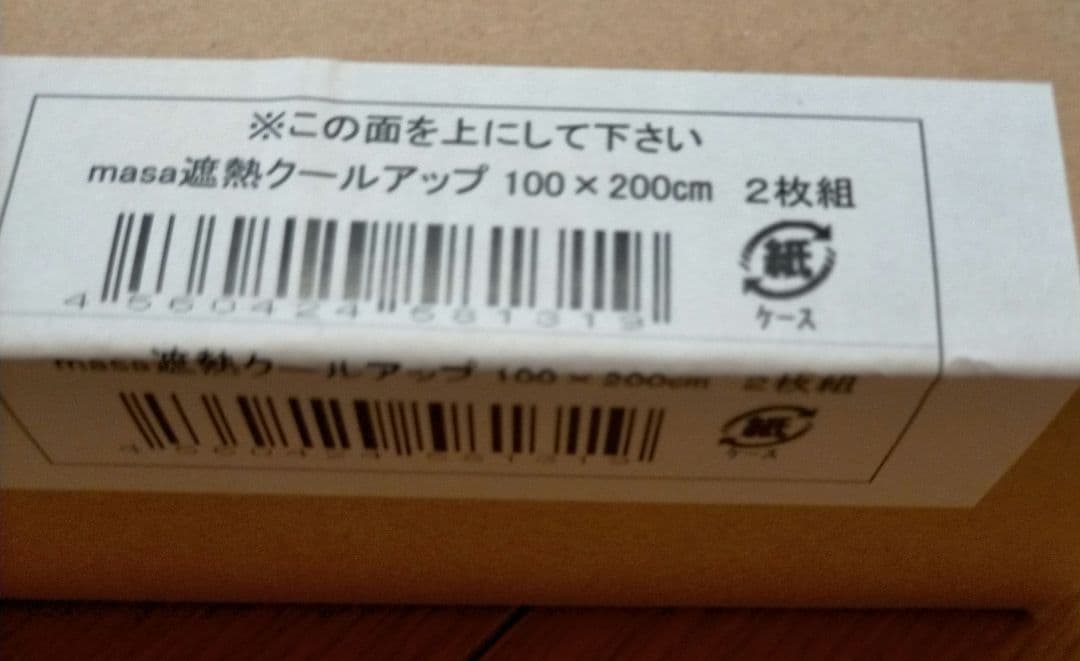 ※この面を上にして下さい
masa遮熱クールアップ 100×200cm 2枚組
4560424581319
紙
ケース
masa遮熱クールアップ 100×200cm 2枚組
4560424581319
紙
ケース